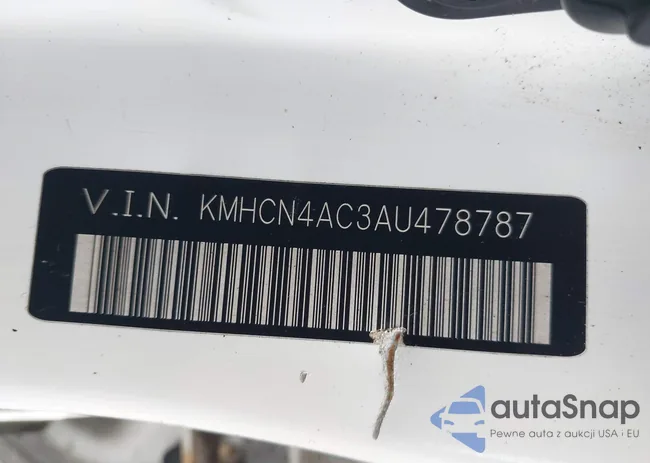 V.I.N. KMHCN4AC3AU478787
autaSnap
Pewne auta z aukcji USA i EU